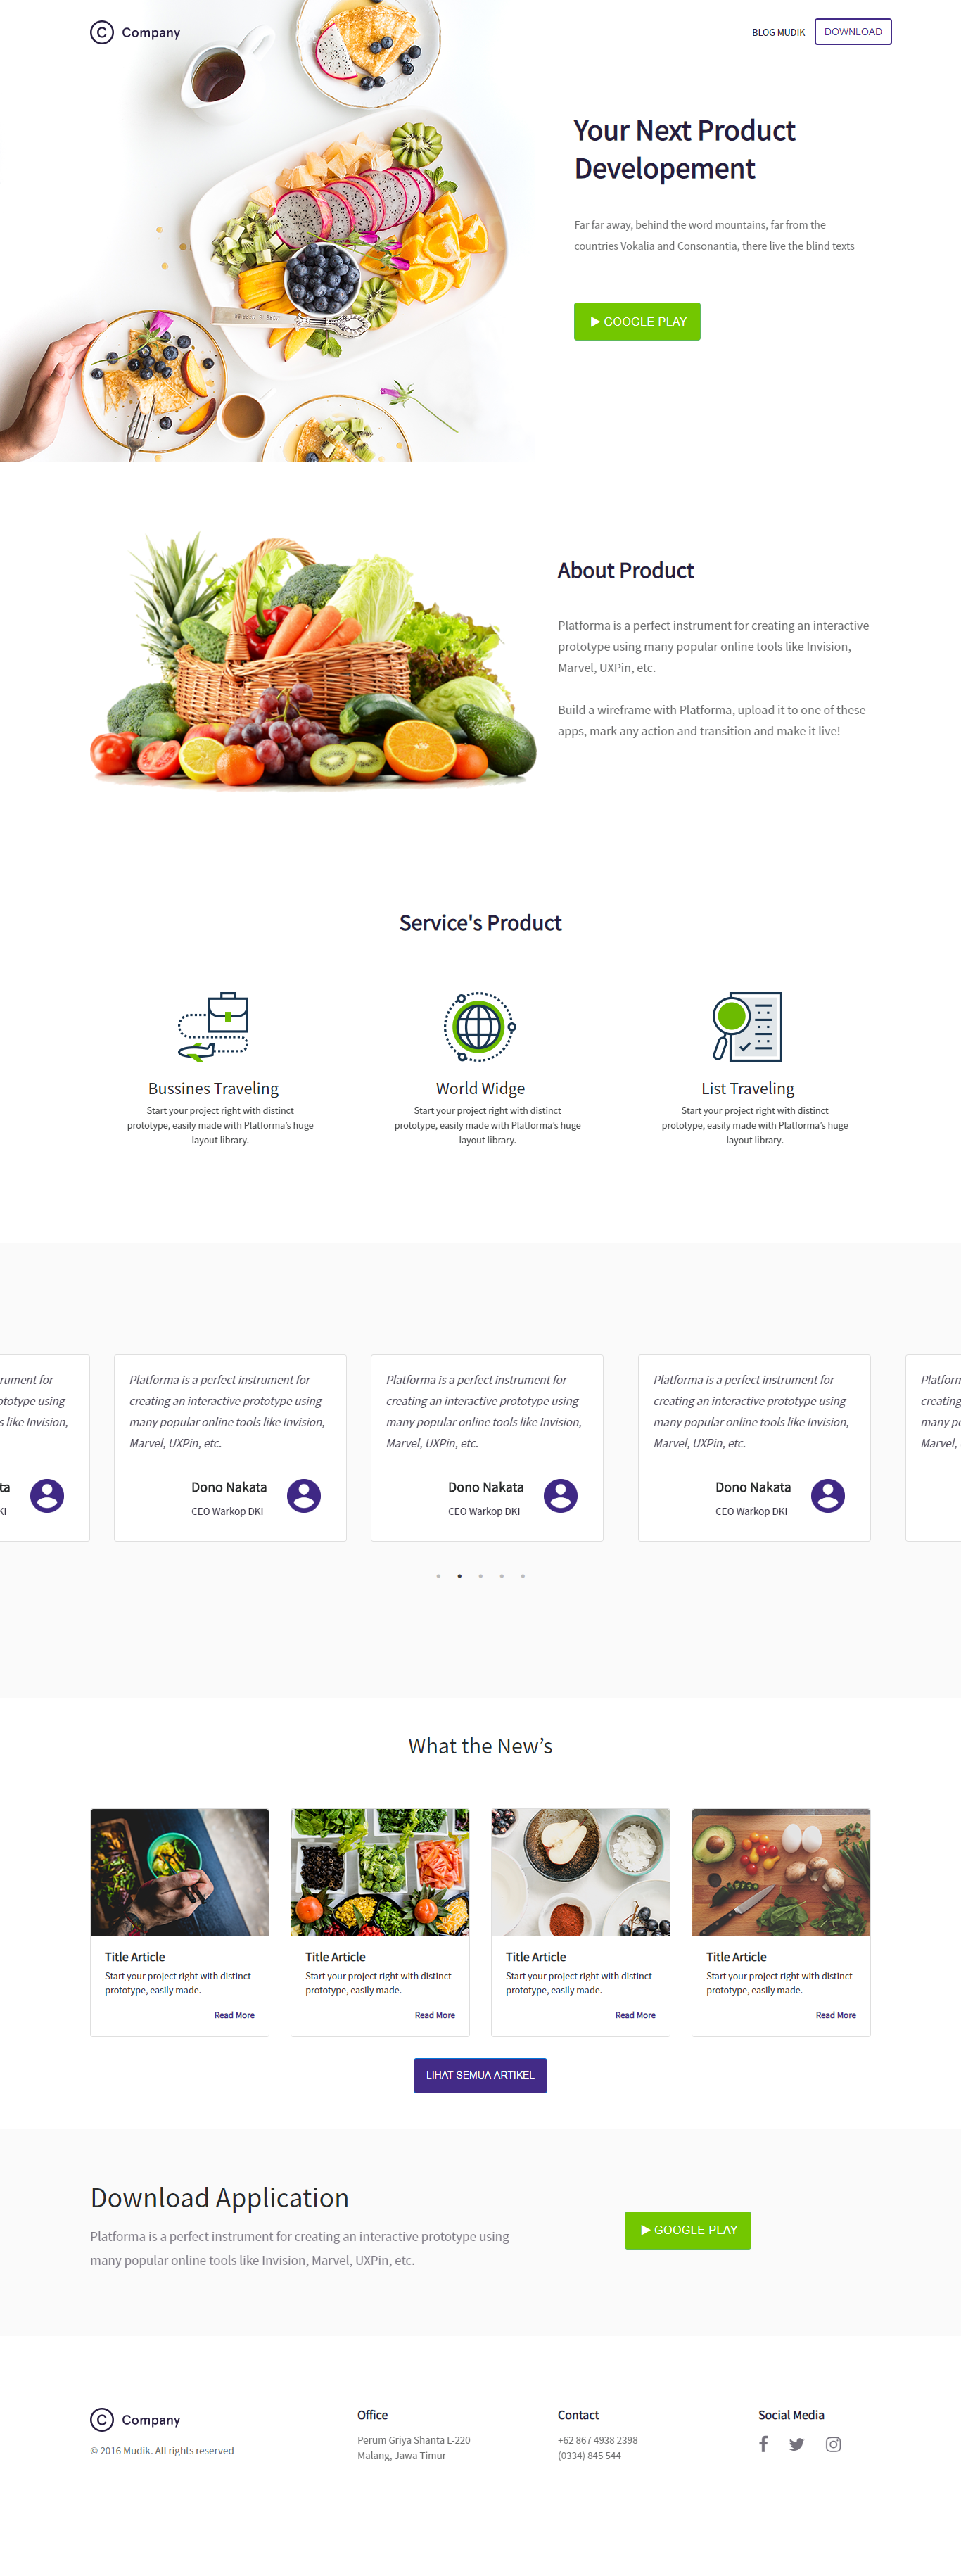 C Company
BLOG MUDIK
DOWNLOAD
Your Next Product
Developement
Far far away, behind the word mountains, far from the
countries Vokalia and Consonantia, there live the blind texts
GOOGLE PLAY
About Product
Platforma is a perfect instrument for creating an interactive
prototype using many popular online tools like Invision,
Marvel, UXPin, etc.
Build a wireframe with Platforma, upload it to one of these
apps, mark any action and transition and make it live!
Service's Product
Bussines Traveling
Start your project right with distinct
prototype, easily made with Platforma's huge
layout library.
World Widge
Start your project right with distinct
prototype, easily made with Platforma's huge
layout library.
List Traveling
Start your project right with distinct
prototype, easily made with Platforma's huge
layout library.
rument for
ototype using
s like Invision,
ta
KI
Platforma is a perfect instrument for
creating an interactive prototype using
many popular online tools like Invision,
Marvel, UXPin, etc.
Dono Nakata
CEO Warkop DKI
Platforma is a perfect instrument for
creating an interactive prototype using
many popular online tools like Invision,
Marvel, UXPin, etc.
Dono Nakata
CEO Warkop DKI
Platforma is a perfect instrument for
creating an interactive prototype using
many popular online tools like Invision,
Marvel, UXPin, etc.
Dono Nakata
CEO Warkop DKI
Platforn
creating
many po
Marvel,
What the New’s
Title Article
Start your project right with distinct
prototype, easily made.
Read More
Title Article
Start your project right with distinct
prototype, easily made.
Read More
Title Article
Start your project right with distinct
prototype, easily made.
Read More
Title Article
Start your project right with distinct
prototype, easily made.
Read More
LIHAT SEMUA ARTIKEL
Download Application
Platforma is a perfect instrument for creating an interactive prototype using
many popular online tools like Invision, Marvel, UXPin, etc.
GOOGLE PLAY
C Company
© 2016 Mudik. All rights reserved
Office
Perum Griya Shanta L-220
Malang, Jawa Timur
Contact
+62 867 4938 2398
(0334) 845 544
Social Media